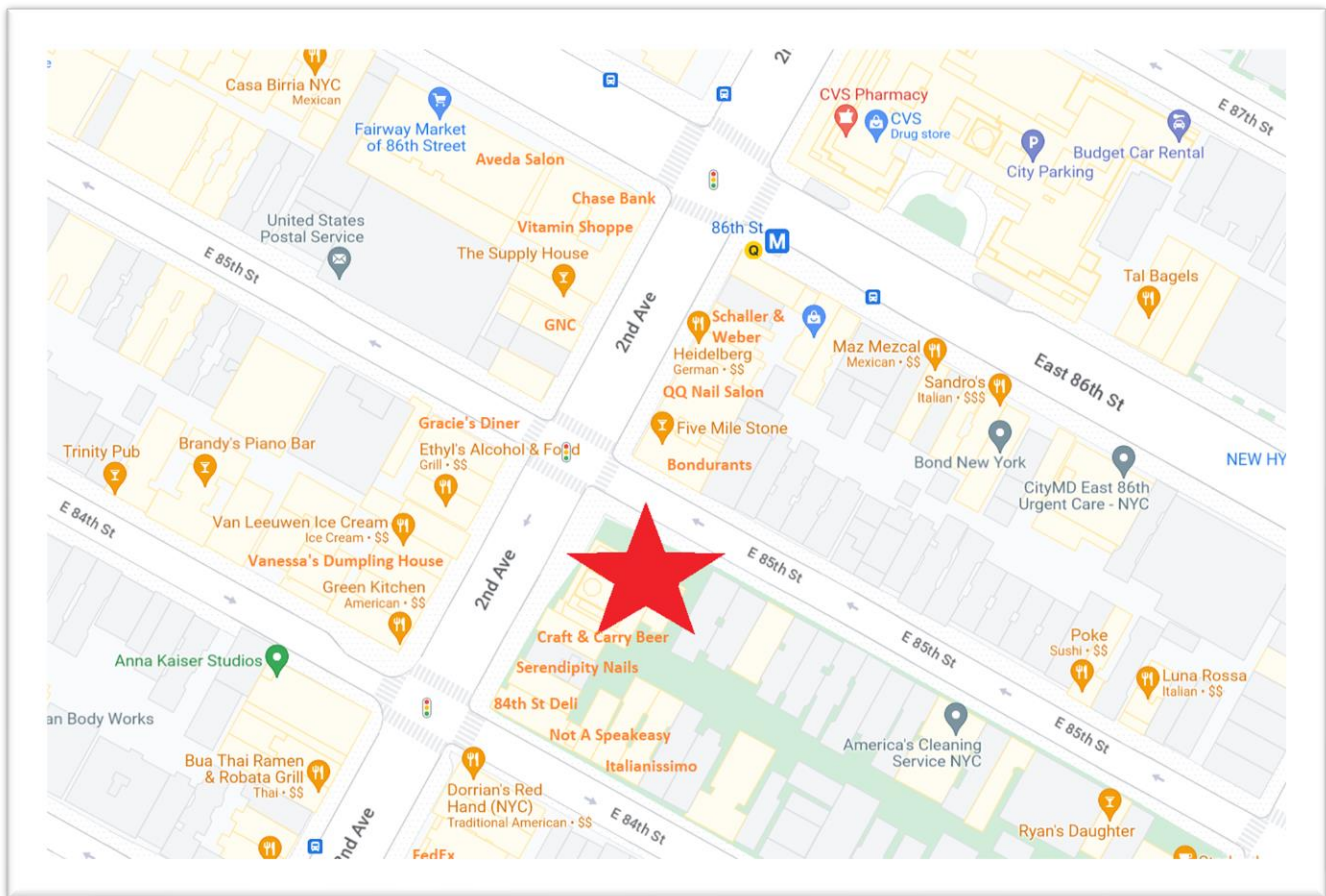 Casa Birria NYC
Mexican
Fairway Market
of 86th Street
Aveda Salon
Chase Bank
Vitamin Shoppe
The Supply House
GNC
United States
Postal Service
E 85th St
2nd Ave
CVS Pharmacy
CVS
Drug store
City Parking
P
Budget Car Rental
E 87th St
86th St
M
Q
Tal Bagels
Schaller &
Weber
Heidelberg
German • $$
QQ Nail Salon
Five Mile Stone
Bondurants
Maz Mezcal
Mexican • $$
Sandro's
Italian • $$$
East 86th St
Bond New York
CityMD East 86th
Urgent Care - NYC
NEW HY
Gracie's Diner
Ethyl's Alcohol & Food
Grill • $$
Trinity Pub
Brandy's Piano Bar
Van Leeuwen Ice Cream
Ice Cream • $$
Vanessa's Dumpling House
Green Kitchen
American • $$
E 84th St
2nd Ave
E 85th St
E 85th St
E 85th St
Craft & Carry Beer
Serendipity Nails
84th St Deli
Not A Speakeasy
Italianissimo
Poke
Sushi • $$
Luna Rossa
Italian • $$
America's Cleaning
Service NYC
Anna Kaiser Studios
an Body Works
Bua Thai Ramen
& Robata Grill
Thai • $$
Dorrian's Red
Hand (NYC)
Traditional American • $$
E 84th St
Ryan's Daughter
2nd Ave
FedEx